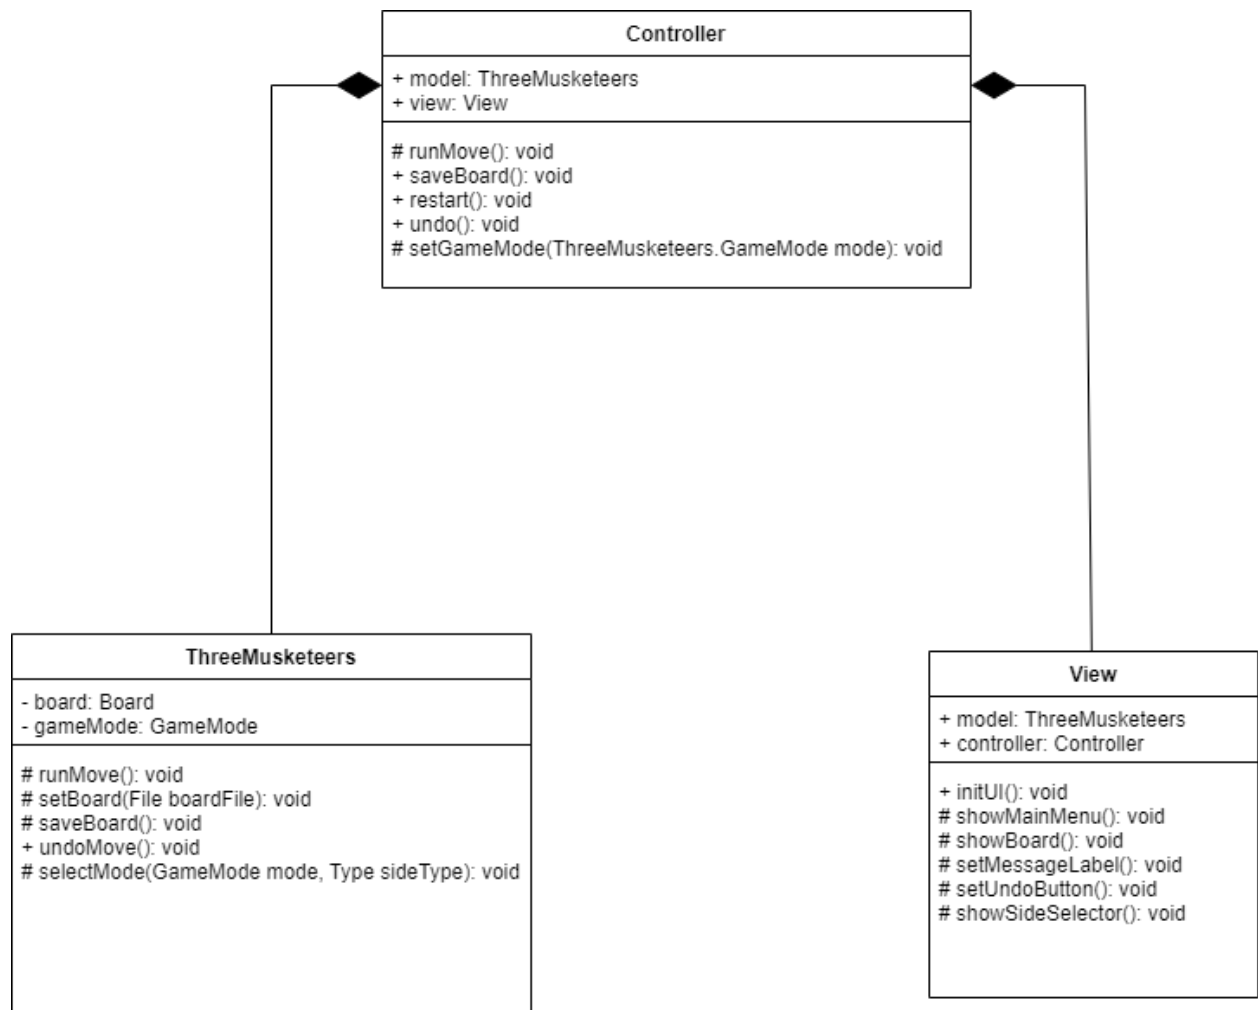 Controller
+ model: ThreeMusketeers
+ view: View
# runMove(): void
+ saveBoard(): void
+ restart(): void
+ undo(): void
# setGameMode(ThreeMusketeers.GameMode mode): void
ThreeMusketeers
- board: Board
- gameMode: GameMode
# runMove(): void
# setBoard(File boardFile): void
# saveBoard(): void
+ undoMove(): void
# selectMode(GameMode mode, Type sideType): void
View
+ model: ThreeMusketeers
+ controller: Controller
+ initUI(): void
# showMainMenu(): void
# showBoard(): void
# setMessageLabel(): void
# setUndoButton(): void
# showSideSelector(): void